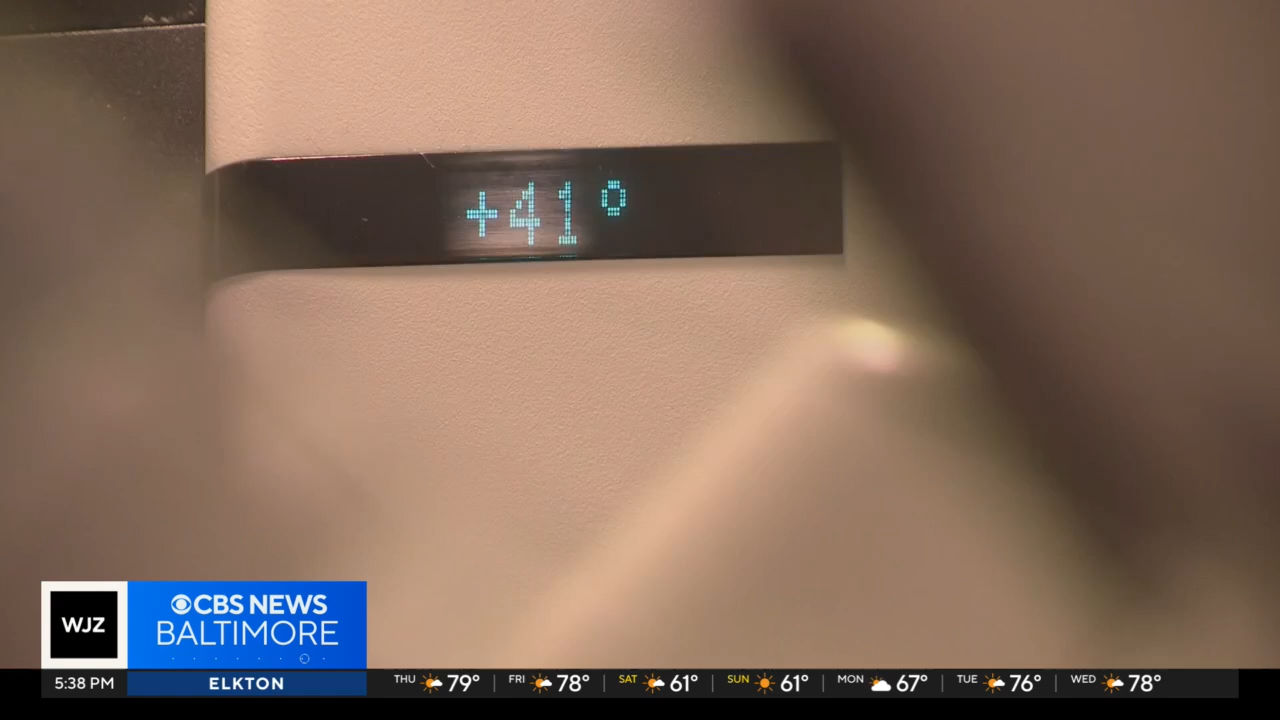 +41°
WJZ
CBS NEWS
BALTIMORE
5:38 PM
ELKTON
THU 79° | FRI 78° | SAT 61° | SUN 61° | MON 67° | TUE 76° | WED 78°